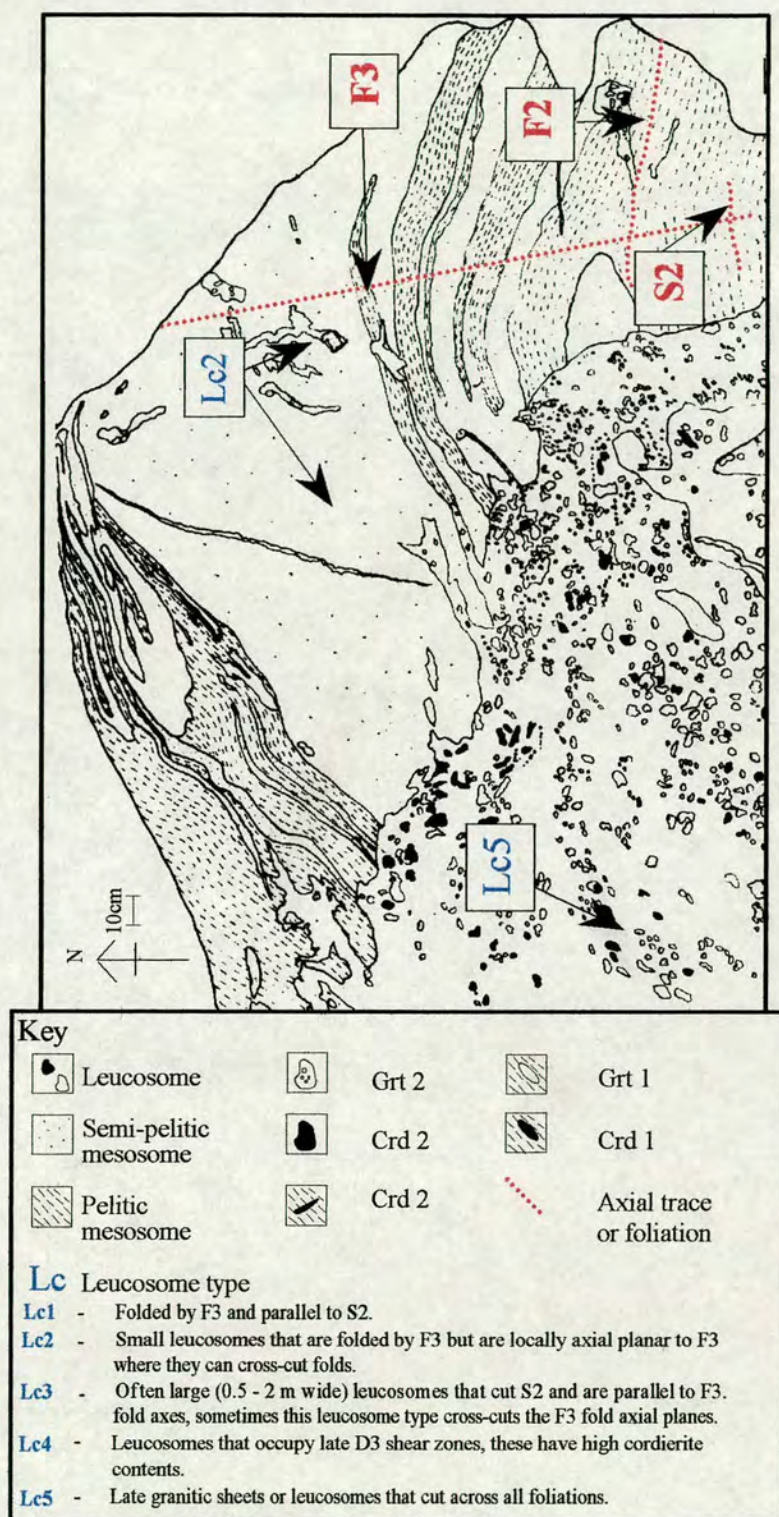 F3
F2
S2
Lc2
Lc5
N
10cm
Key
Leucosome
Grt 2
Grt 1
Semi-pelitic
mesosome
Crd 2
Crd 1
Pelitic
mesosome
Crd 2
Axial trace
or foliation
Lc Leucosome type
Lc1 - Folded by F3 and parallel to S2.
Lc2 - Small leucosomes that are folded by F3 but are locally axial planar to F3
where they can cross-cut folds.
Lc3 - Often large (0.5 - 2 m wide) leucosomes that cut S2 and are parallel to F3.
fold axes, sometimes this leucosome type cross-cuts the F3 fold axial planes.
Lc4 - Leucosomes that occupy late D3 shear zones, these have high cordierite
contents.
Lc5 - Late granitic sheets or leucosomes that cut across all foliations.